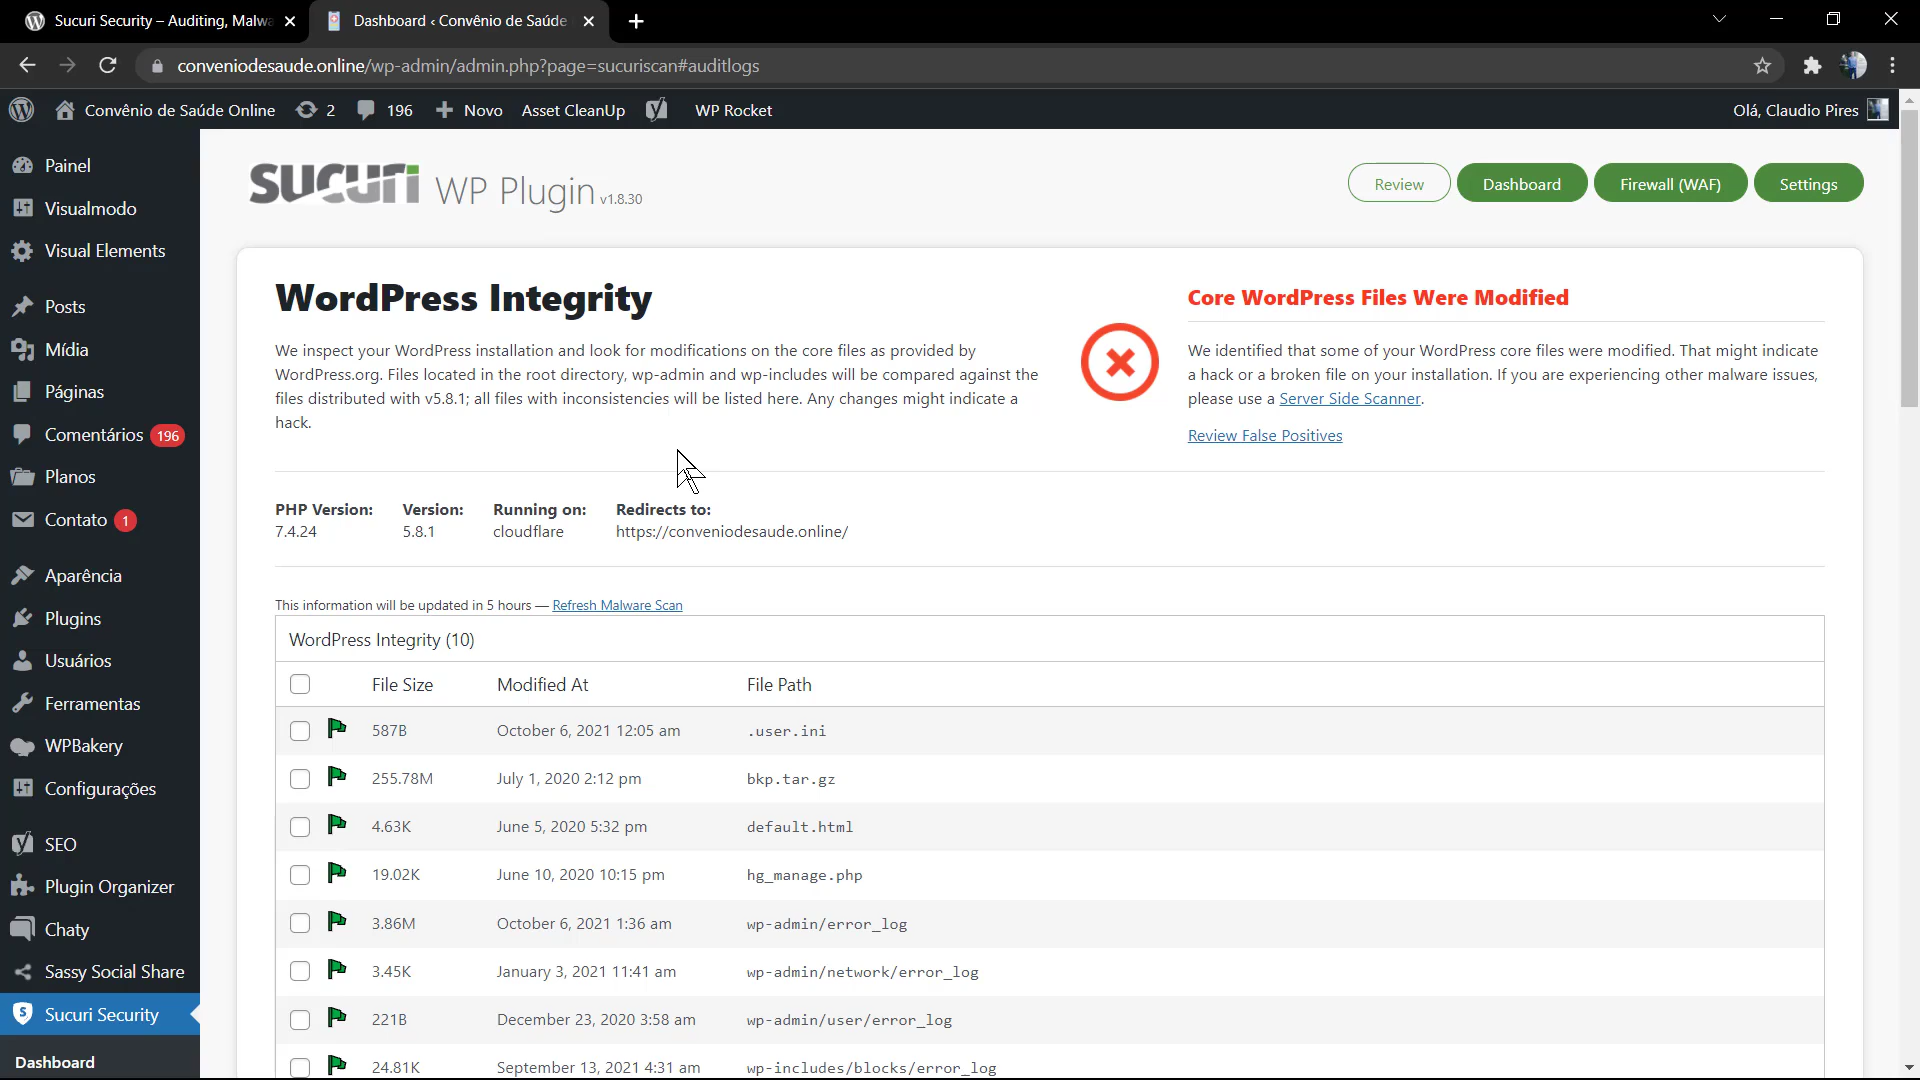 Sucuri Security – Auditing, Malwa
Dashboard ‹ Convênio de Saúde
conveniodesaude.online/wp-admin/admin.php?page=sucuriscan#auditlogs
Convênio de Saúde Online 2 196 Novo Asset CleanUp WP Rocket Olá, Claudio Pires
Painel
Visualmodo
Visual Elements
Posts
Mídia
Páginas
Comentários 196
Planos
Contato 1
Aparência
Plugins
Usuários
Ferramentas
WPBakery
Configurações
SEO
Plugin Organizer
Chaty
Sassy Social Share
Sucuri Security
Dashboard
sucuri WP Plugin v1.8.30
Review Dashboard Firewall (WAF) Settings
WordPress Integrity
We inspect your WordPress installation and look for modifications on the core files as provided by
WordPress.org. Files located in the root directory, wp-admin and wp-includes will be compared against the
files distributed with v5.8.1; all files with inconsistencies will be listed here. Any changes might indicate a
hack.
Core WordPress Files Were Modified
We identified that some of your WordPress core files were modified. That might indicate
a hack or a broken file on your installation. If you are experiencing other malware issues,
please use a Server Side Scanner.
Review False Positives
PHP Version: Version: Running on: Redirects to:
7.4.24 5.8.1 cloudflare https://conveniodesaude.online/
This information will be updated in 5 hours — Refresh Malware Scan
WordPress Integrity (10)
File Size Modified At File Path
587B October 6, 2021 12:05 am .user.ini
255.78M July 1, 2020 2:12 pm bkp.tar.gz
4.63K June 5, 2020 5:32 pm default.html
19.02K June 10, 2020 10:15 pm hg_manage.php
3.86M October 6, 2021 1:36 am wp-admin/error_log
3.45K January 3, 2021 11:41 am wp-admin/network/error_log
221B December 23, 2020 3:58 am wp-admin/user/error_log
24.81K September 13, 2021 4:31 am wp-includes/blocks/error_log